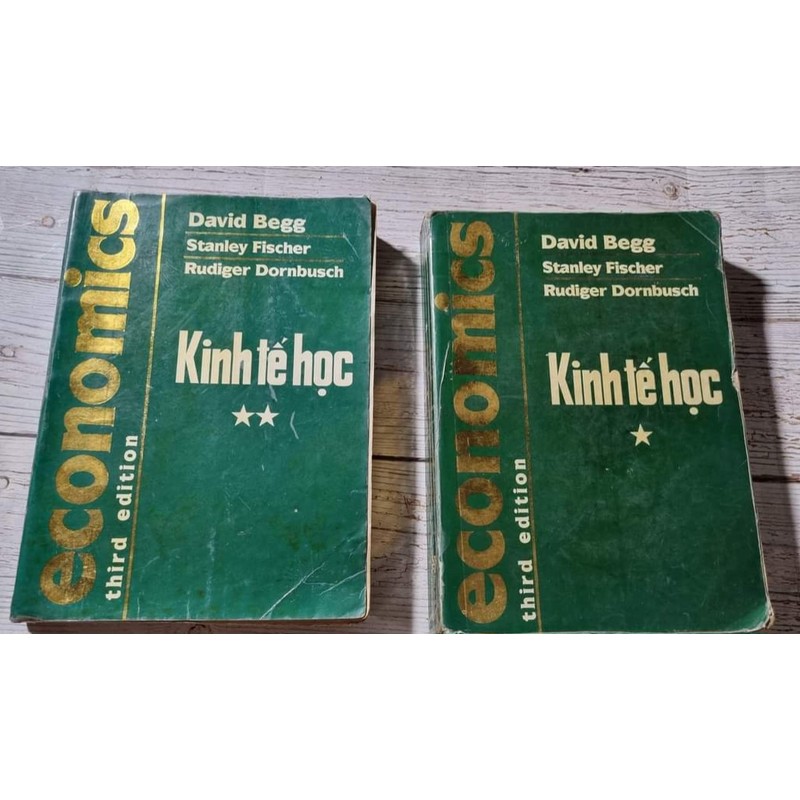 economics
third edition
David Begg
Stanley Fischer
Rudiger Dornbusch
Kinh tế học
★★
economics
third edition
David Begg
Stanley Fischer
Rudiger Dornbusch
Kinh tế học
★